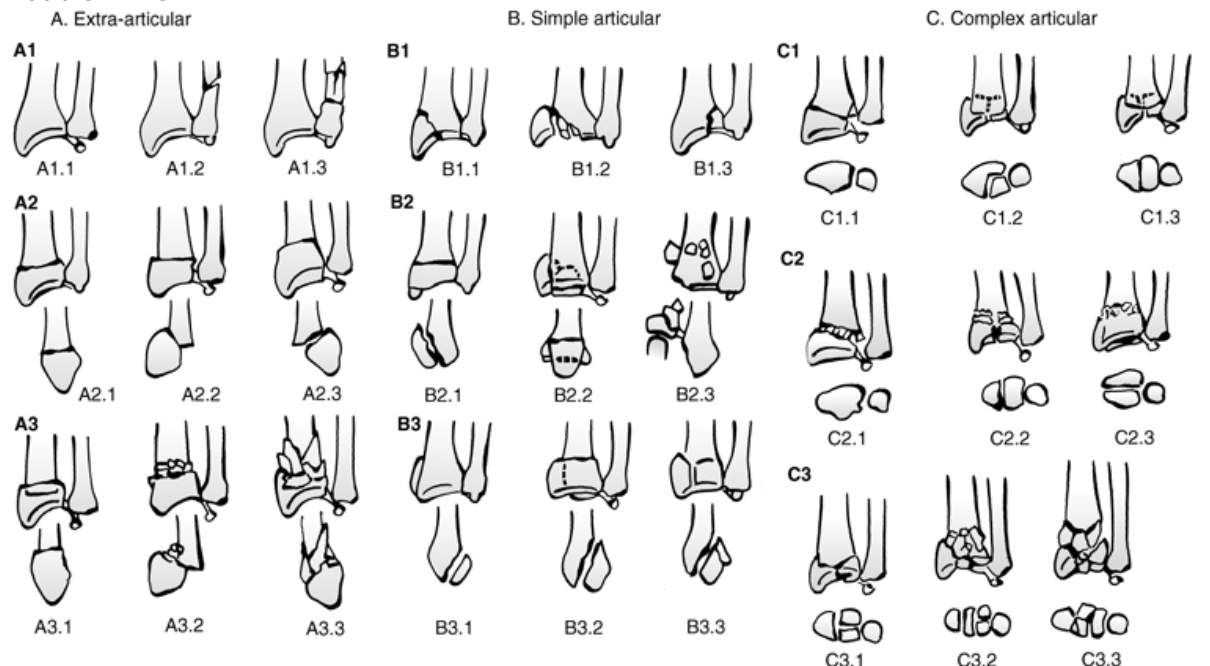 A. Extra-articular
B. Simple articular
C. Complex articular
A1
A1.1
A1.2
A1.3
A2
A2.1
A2.2
A2.3
A3
A3.1
A3.2
A3.3
B1
B1.1
B1.2
B1.3
B2
B2.1
B2.2
B2.3
B3
B3.1
B3.2
B3.3
C1
C1.1
C1.2
C1.3
C2
C2.1
C2.2
C2.3
C3
C3.1
C3.2
C3.3